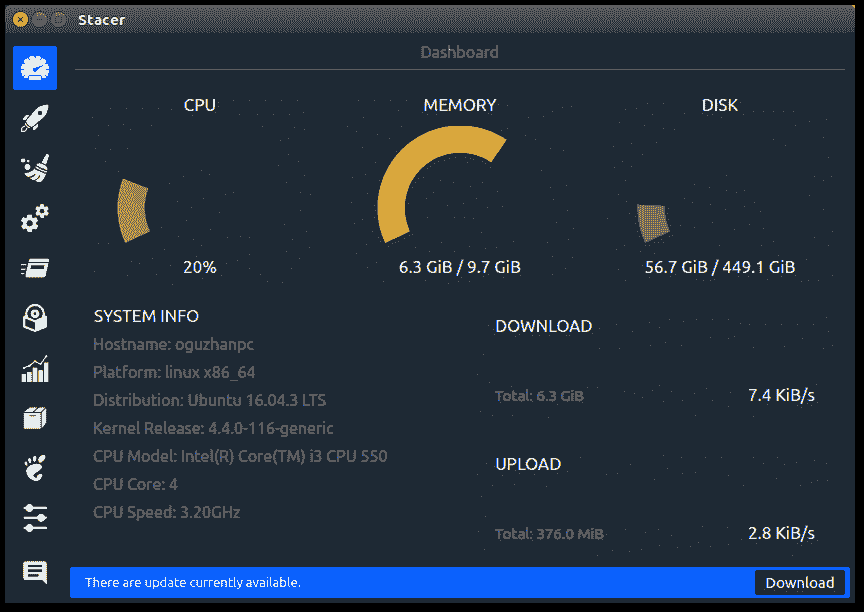 Stacer
Dashboard
CPU
MEMORY
DISK
20%
6.3 GiB / 9.7 GiB
56.7 GiB / 449.1 GiB
SYSTEM INFO
Hostname: oguzhanpc
Platform: linux x86_64
Distribution: Ubuntu 16.04.3 LTS
Kernel Release: 4.4.0-116-generic
CPU Model: Intel(R) Core(TM) i3 CPU 550
CPU Core: 4
CPU Speed: 3.20GHz
DOWNLOAD
Total: 6.3 GiB
7.4 KiB/s
UPLOAD
Total: 376.0 MiB
2.8 KiB/s
There are update currently available.
Download